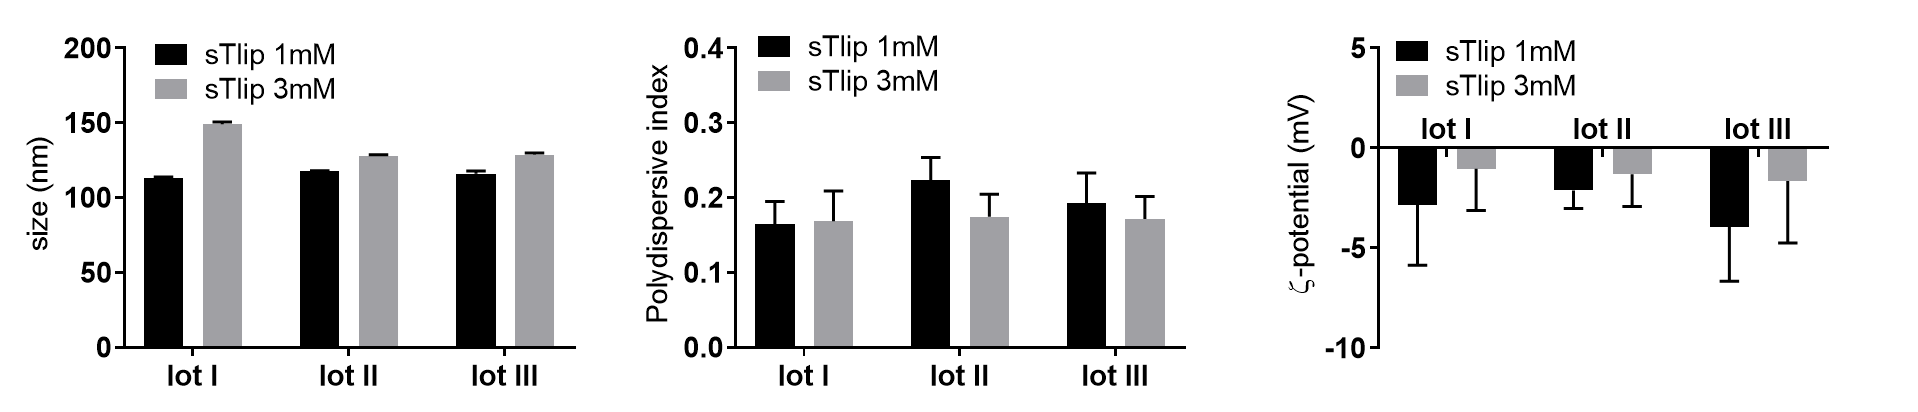 size (nm)
200
150
100
50
0
sTlip 1mM
sTlip 3mM
lot I
lot II
lot III
Polydispersive index
0.4
0.3
0.2
0.1
0.0
sTlip 1mM
sTlip 3mM
lot I
lot II
lot III
ζ-potential (mV)
5
0
-5
-10
sTlip 1mM
sTlip 3mM
lot I
lot II
lot III